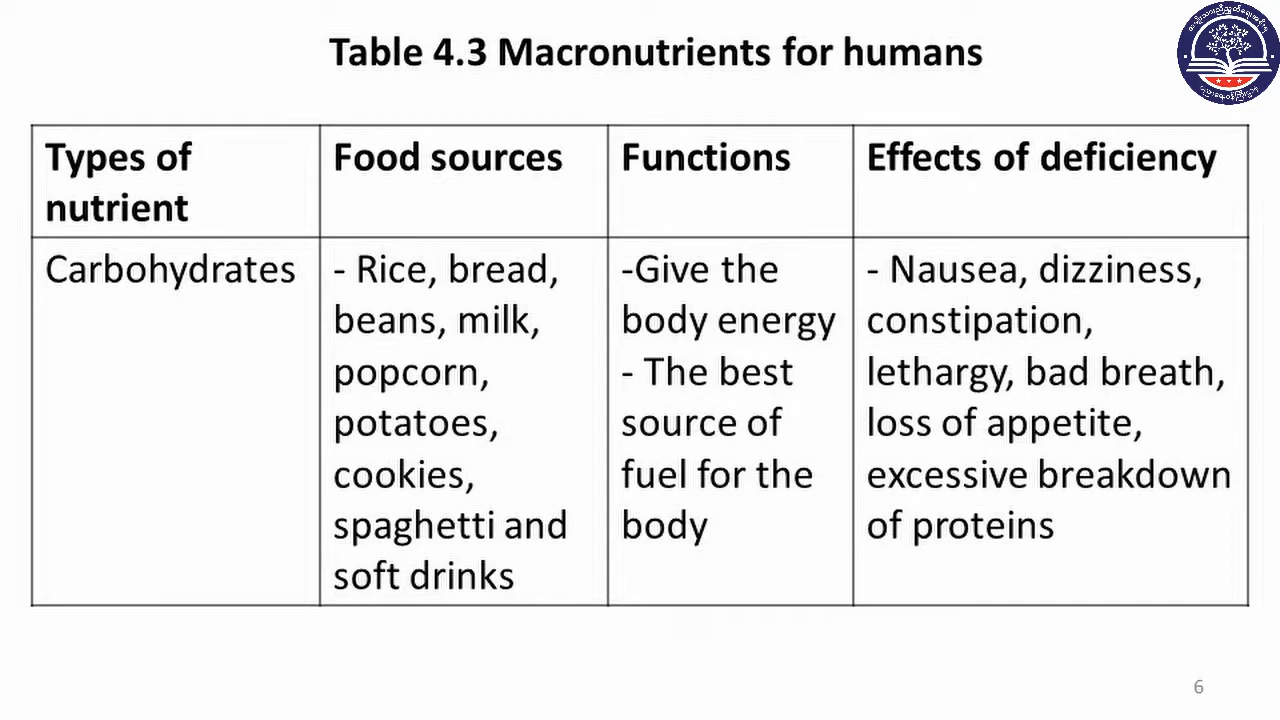 Table 4.3 Macronutrients for humans
Types of
nutrient
Food sources
Functions
Effects of deficiency
Carbohydrates
- Rice, bread,
beans, milk,
popcorn,
potatoes,
cookies,
spaghetti and
soft drinks
-Give the
body energy
- The best
source of
fuel for the
body
- Nausea, dizziness,
constipation,
lethargy, bad breath,
loss of appetite,
excessive breakdown
of proteins
6